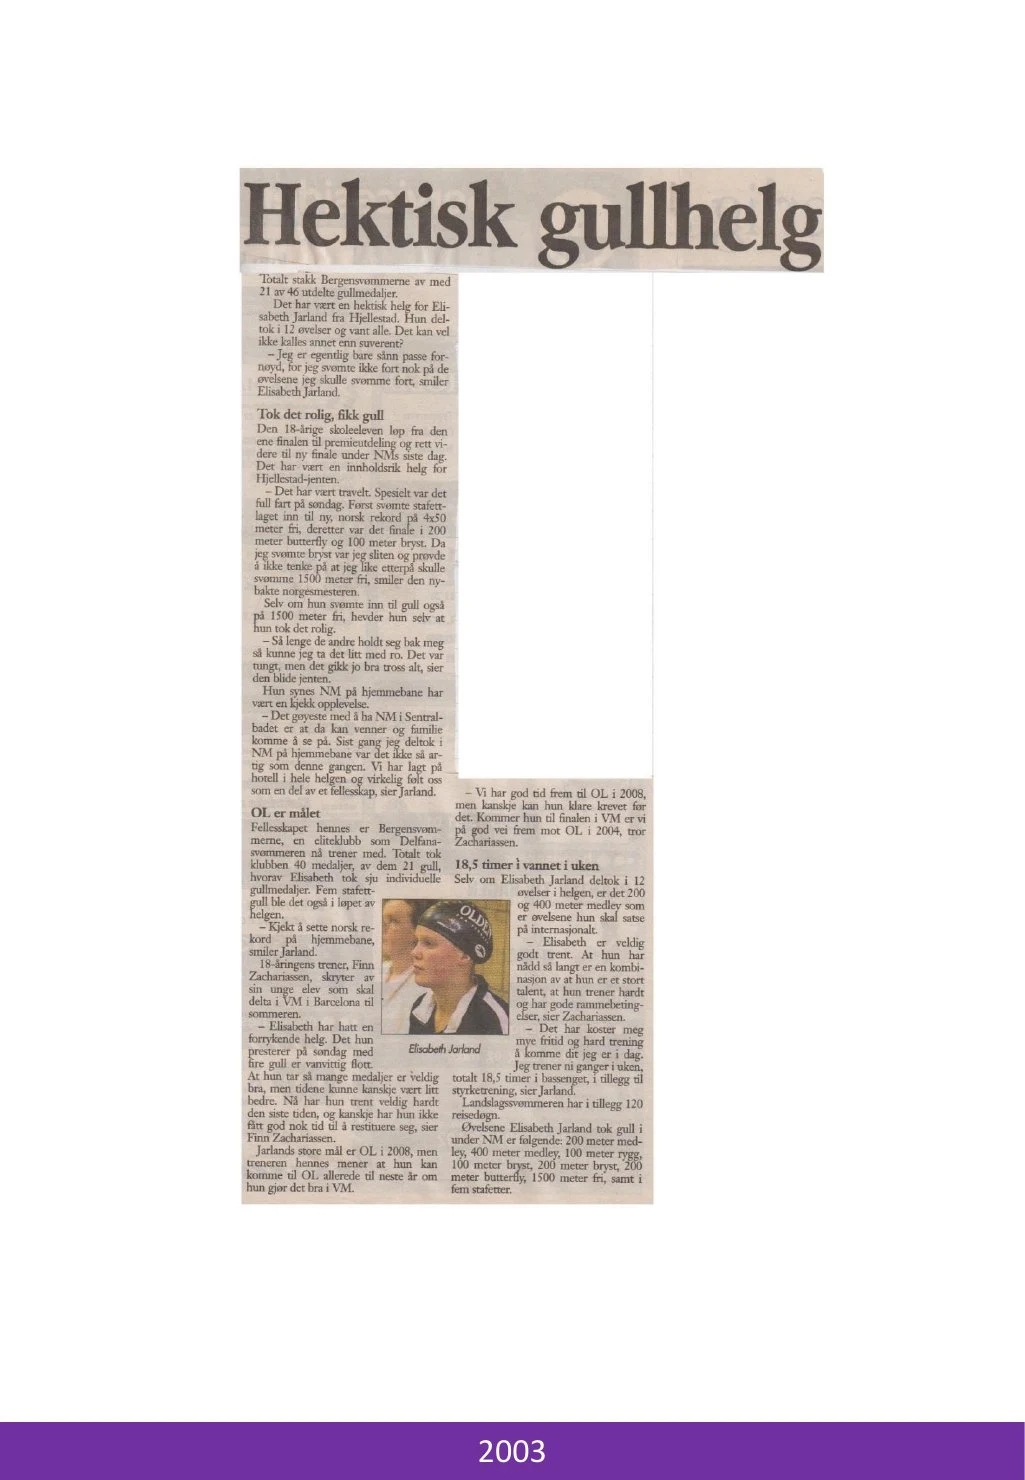 Hektisk gullhelg
Totalt stakk Bergensvømmerne av med
21 av 46 utdelte gullmedaljer.
Det har vært en hektisk helg for Eli-
sabeth Jarland fra Hjellestad. Hun del-
tok i 12 øvelser og vant alle. Det kan vel
ikke kalles annet enn suverent?
– Jeg er egentlig bare sånn passe for-
nøyd, for jeg svømte ikke fort nok på de
øvelsene jeg skulle svømme fort, smiler
Elisabeth Jarland.
Tok det rolig, fikk gull
Den 18-årige skoleeleven løp fra den
ene finalen til premieutdeling og rett vi-
dere til ny finale under NMs siste dag.
Det har vært en innholdsrik helg for
Hjellestad-jenten.
– Det har vært travelt. Spesielt var det
full fart på søndag. Først svømte stafett-
laget inn til ny, norsk rekord på 4x50
meter fri, deretter var det finale i 200
meter butterfly og 100 meter bryst. Da
jeg svømte bryst var jeg sliten og prøvde
å ikke tenke på at jeg like etterpå skulle
svømme 1500 meter fri, smiler den ny-
bakte norgesmesteren.
Selv om hun svømte inn til gull også
på 1500 meter fri, hevder hun selv at
hun tok det rolig.
– Så lenge de andre holdt seg bak meg
så kunne jeg ta det litt med ro. Det var
tungt, men det gikk jo bra tross alt, sier
den blide jenten.
Hun synes NM på hjemmebane har
vært en kjekk opplevelse.
– Det gøyeste med å ha NM i Sentral-
badet er at da kan venner og familie
komme å se på. Sist gang jeg deltok i
NM på hjemmebane var det ikke så ar-
tig som denne gangen. Vi har lagt på
hotell i hele helgen og virkelig følt oss
som en del av et fellesskap, sier Jarland.
OL er målet
Fellesskapet hennes er Bergensvøm-
merne, en eliteklubb som Delfana-
svømmeren nå trener med. Totalt tok
klubben 40 medaljer, av dem 21 gull,
hvorav Elisabeth tok sju individuelle
gullmedaljer. Fem stafett-
gull ble det også i løpet av
helgen.
– Kjekt å sette norsk re-
kord på hjemmebane,
smiler Jarland.
18-åringens trener, Finn
Zachariassen, skryter av
sin unge elev som skal
delta i VM i Barcelona til
sommeren.
– Elisabeth har hatt en
forrykende helg. Det hun
presterer på søndag med
fire gull er vanvittig flott.
At hun tar så mange medaljer er veldig
bra, men tidene kunne kanskje vært litt
bedre. Nå har hun trent veldig hardt
den siste tiden, og kanskje har hun ikke
fått god nok tid til å restituere seg, sier
Finn Zachariassen.
Jarlands store mål er OL i 2008, men
treneren hennes mener at hun kan
komme til OL allerede til neste år om
hun gjør det bra i VM.
– Vi har god tid frem til OL i 2008,
men kanskje kan hun klare krevet før
det. Kommer hun til finalen i VM er vi
på god vei frem mot OL i 2004, tror
Zachariassen.
18,5 timer i vannet i uken
Selv om Elisabeth Jarland deltok i 12
øvelser i helgen, er det 200
og 400 meter medley som
er øvelsene hun skal satse
på internasjonalt.
– Elisabeth er veldig
godt trent. At hun har
nådd så langt er en kombi-
nasjon av at hun er et stort
talent, at hun trener hardt
og har gode rammebeting-
elser, sier Zachariassen.
– Det har koster meg
mye fritid og hard trening
å komme dit jeg er i dag.
Jeg trener ni ganger i uken,
totalt 18,5 timer i bassenget, i tillegg til
styrketrening, sier Jarland.
Landslagssvømmeren har i tillegg 120
reisedøgn.
Øvelsene Elisabeth Jarland tok gull i
under NM er følgende: 200 meter med-
ley, 400 meter medley, 100 meter rygg,
100 meter bryst, 200 meter bryst, 200
meter butterfly, 1500 meter fri, samt i
fem stafetter.
Elisabeth Jarland
2003